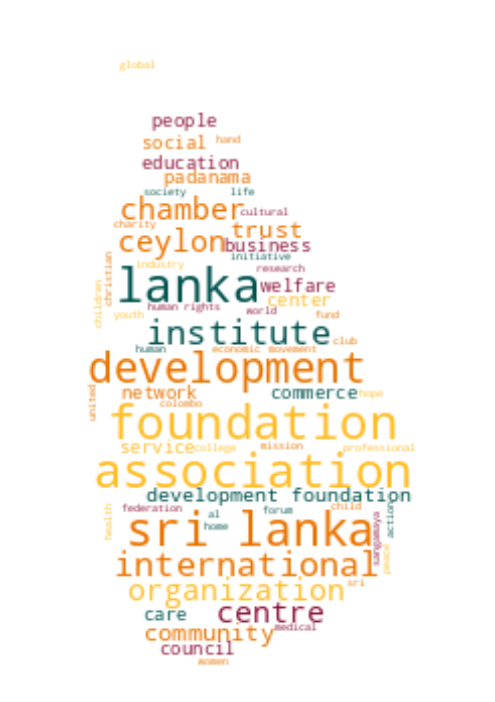 global
people
social hand
education
padanama
society life
chamber cultural
charity trust
ceylon business
initiative
industry research
christian
lanka welfare
children center
human rights world fund
youth
institute club
human economic movement
development
united network commerce hope
colombo
foundation
service college mission professional
association
development foundation
health federation al forum child action
sri lanka
home sangamaya
international peace
organization sri
care centre
community medical
council
women